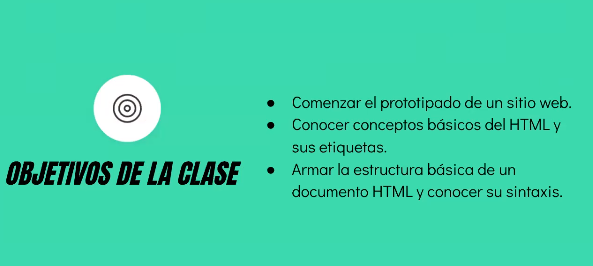 OBJETIVOS DE LA CLASE
● Comenzar el prototipado de un sitio web.
● Conocer conceptos básicos del HTML y
sus etiquetas.
● Armar la estructura básica de un
documento HTML y conocer su sintaxis.